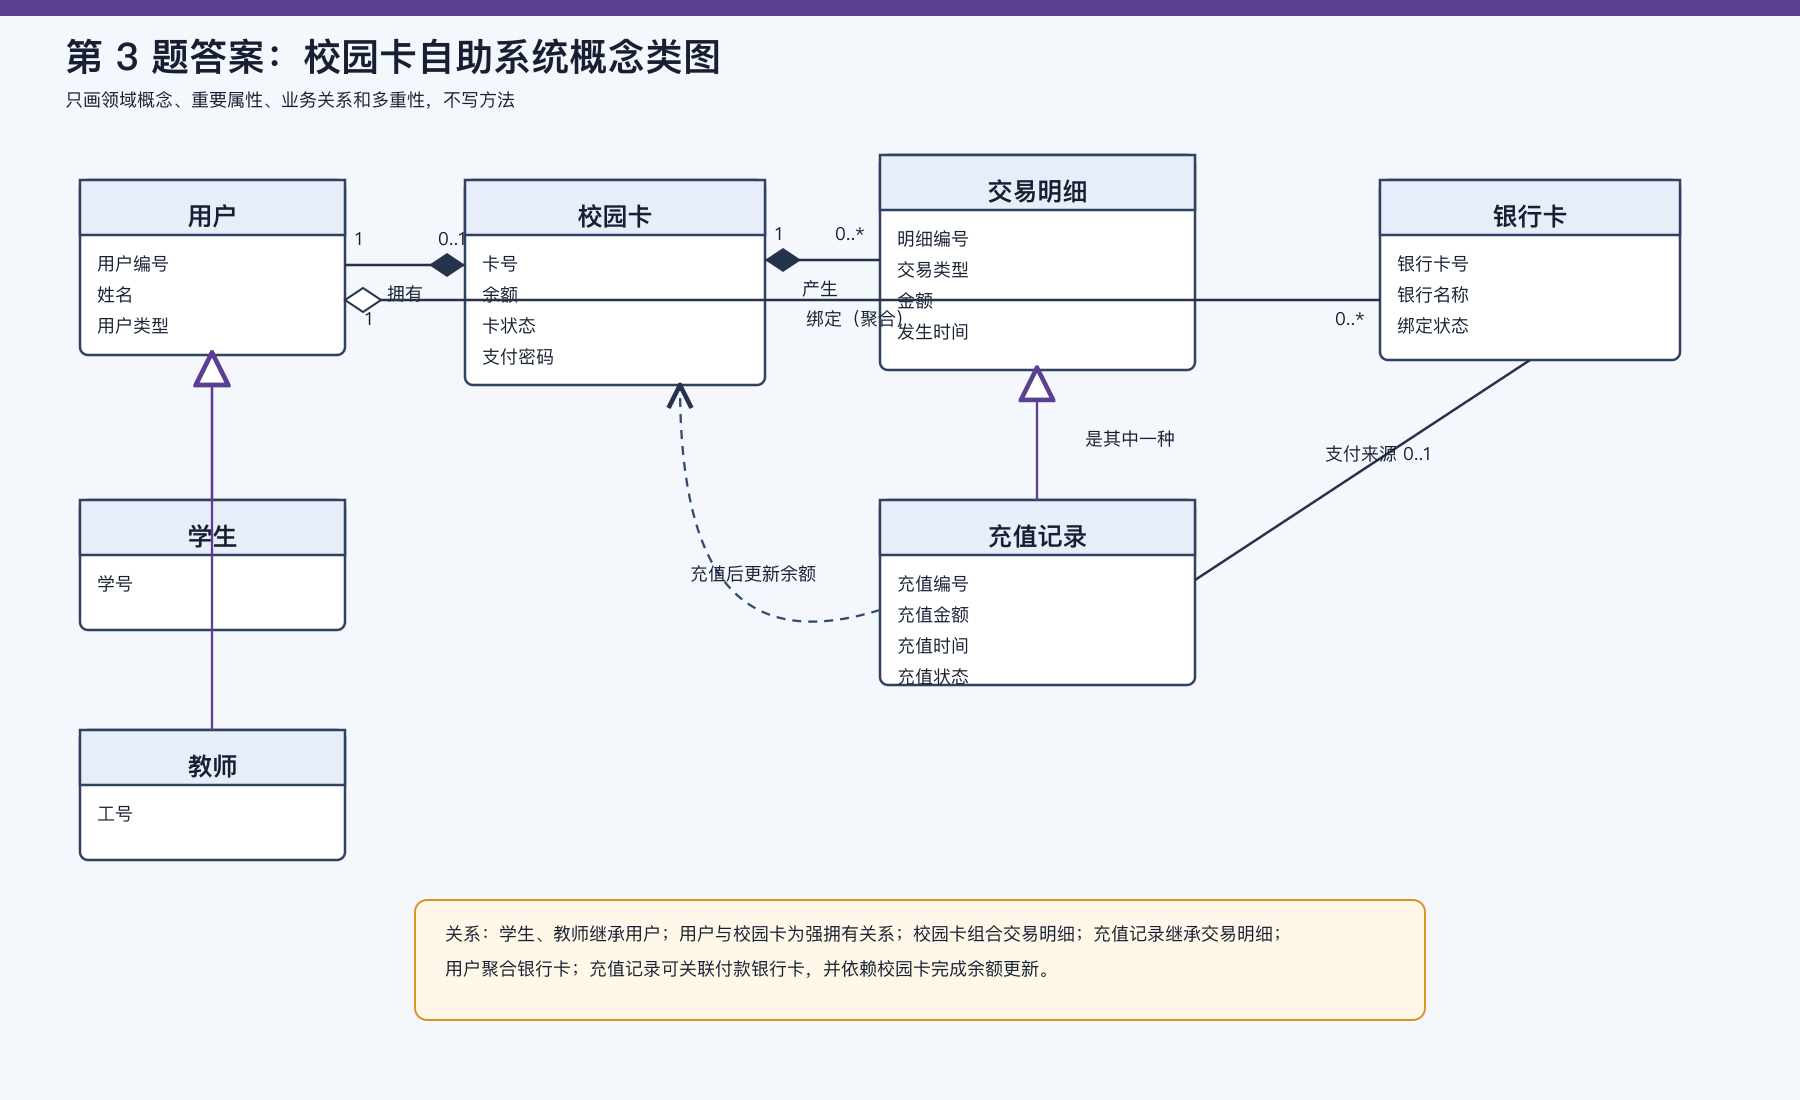 第 3 题答案：校园卡自助系统概念类图
只画领域概念、重要属性、业务关系和多重性，不写方法
用户
用户编号
姓名
用户类型
1
0..1
拥有
1
校园卡
卡号
余额
卡状态
支付密码
1
0..*
产生
绑定（聚合）
交易明细
明细编号
交易类型
金额
发生时间
0..*
银行卡
银行卡号
银行名称
绑定状态
是其中一种
支付来源 0..1
学生
学号
充值后更新余额
充值记录
充值编号
充值金额
充值时间
充值状态
教师
工号
关系：学生、教师继承用户；用户与校园卡为强拥有关系；校园卡组合交易明细；充值记录继承交易明细；
用户聚合银行卡；充值记录可关联付款银行卡，并依赖校园卡完成余额更新。